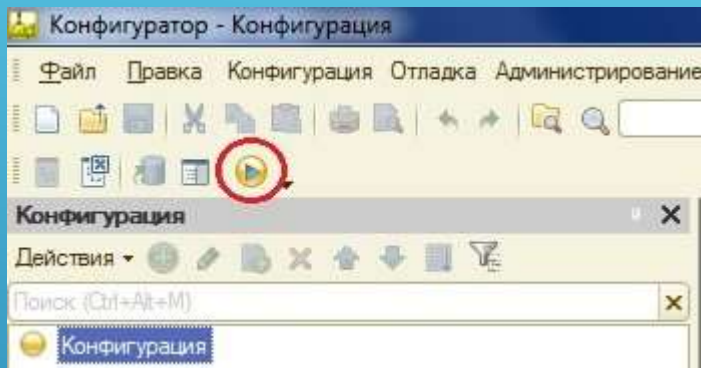 Конфигуратор - Конфигурация
Файл Правка Конфигурация Отладка Администрирование
Конфигурация
Действия
Поиск (Ctrl+Alt+M)
Конфигурация